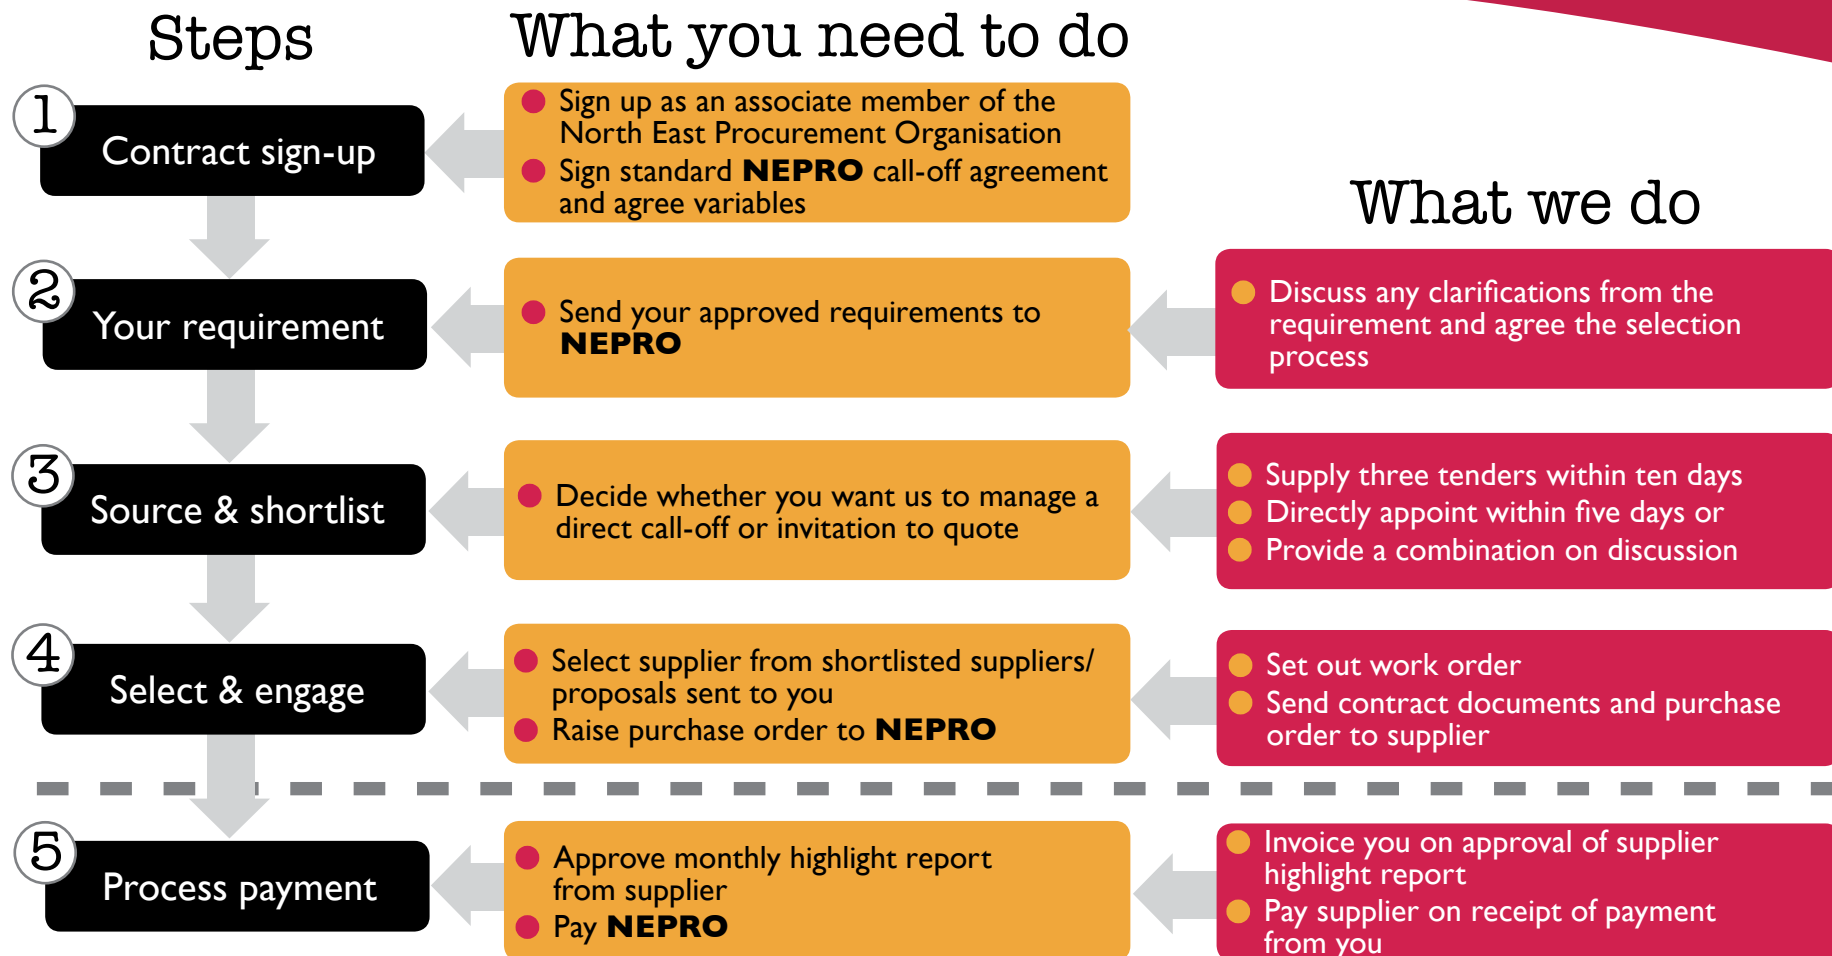 Steps
What you need to do
1
Contract sign-up
Sign up as an associate member of the
North East Procurement Organisation
Sign standard NEPRO call-off agreement
and agree variables
What we do
2
Your requirement
Send your approved requirements to
NEPRO
Discuss any clarifications from the
requirement and agree the selection
process
3
Source & shortlist
Decide whether you want us to manage a
direct call-off or invitation to quote
Supply three tenders within ten days
Directly appoint within five days or
Provide a combination on discussion
4
Select & engage
Select supplier from shortlisted suppliers/
proposals sent to you
Raise purchase order to NEPRO
Set out work order
Send contract documents and purchase
order to supplier
5
Process payment
Approve monthly highlight report
from supplier
Pay NEPRO
Invoice you on approval of supplier
highlight report
Pay supplier on receipt of payment
from you